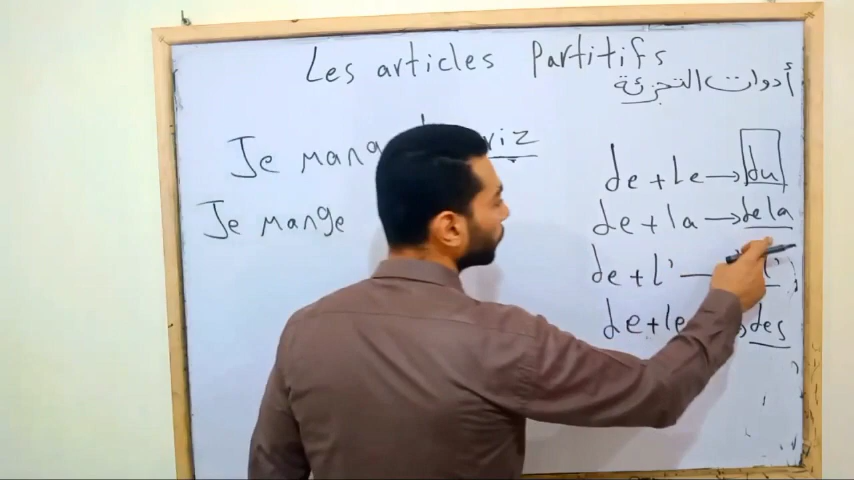 Les articles Partitifs
أدوات التجزئة
Je mang riz
Je mange
de + Le → du
de + la → de la
de + l' → l'
de + le → des